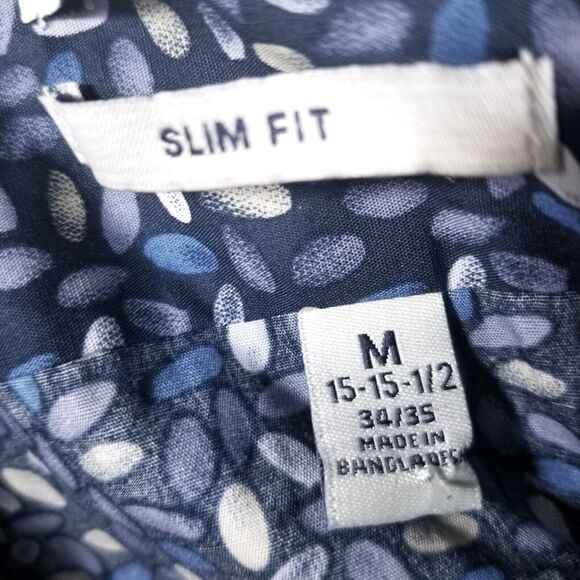 SLIM FIT
M
15-15-1/2
34/35
MADE IN
BANGLADESH